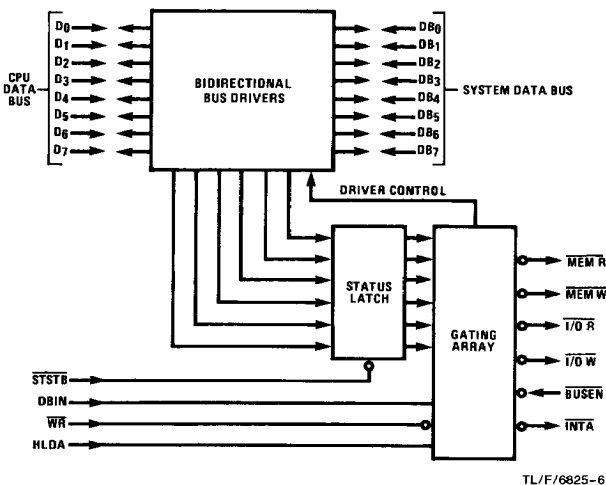 D0
D1
D2
D3
D4
D5
D6
D7
CPU
DATA
BUS
BIDIRECTIONAL
BUS DRIVERS
DB0
DB1
DB2
DB3
DB4
DB5
DB6
DB7
SYSTEM DATA BUS
DRIVER CONTROL
STATUS
LATCH
GATING
ARRAY
MEM R
MEM W
I/O R
I/O W
BUSEN
INTA
STSTB
DBIN
WR
HLDA
TL/F/6825-6